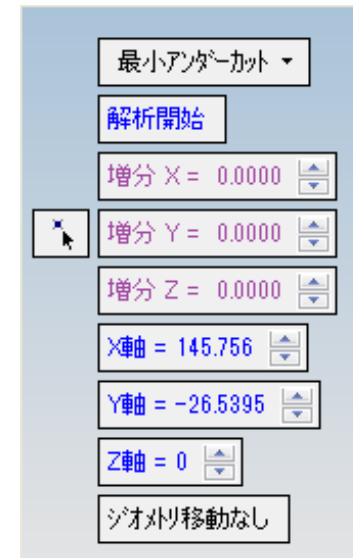 最小アンダーカット
解析開始
増分 X = 0.0000
増分 Y = 0.0000
増分 Z = 0.0000
X軸 = 145.756
Y軸 = -26.5395
Z軸 = 0
ジオメトリ移動なし